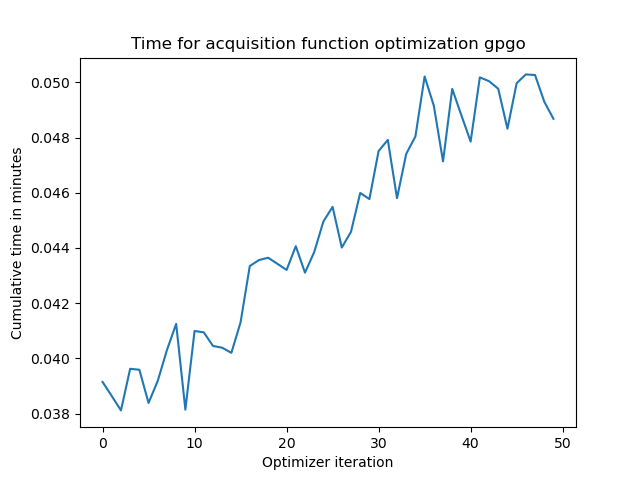 Time for acquisition function optimization gpgo
Cumulative time in minutes
0.050
0.048
0.046
0.044
0.042
0.040
0.038
0 10 20 30 40 50
Optimizer iteration